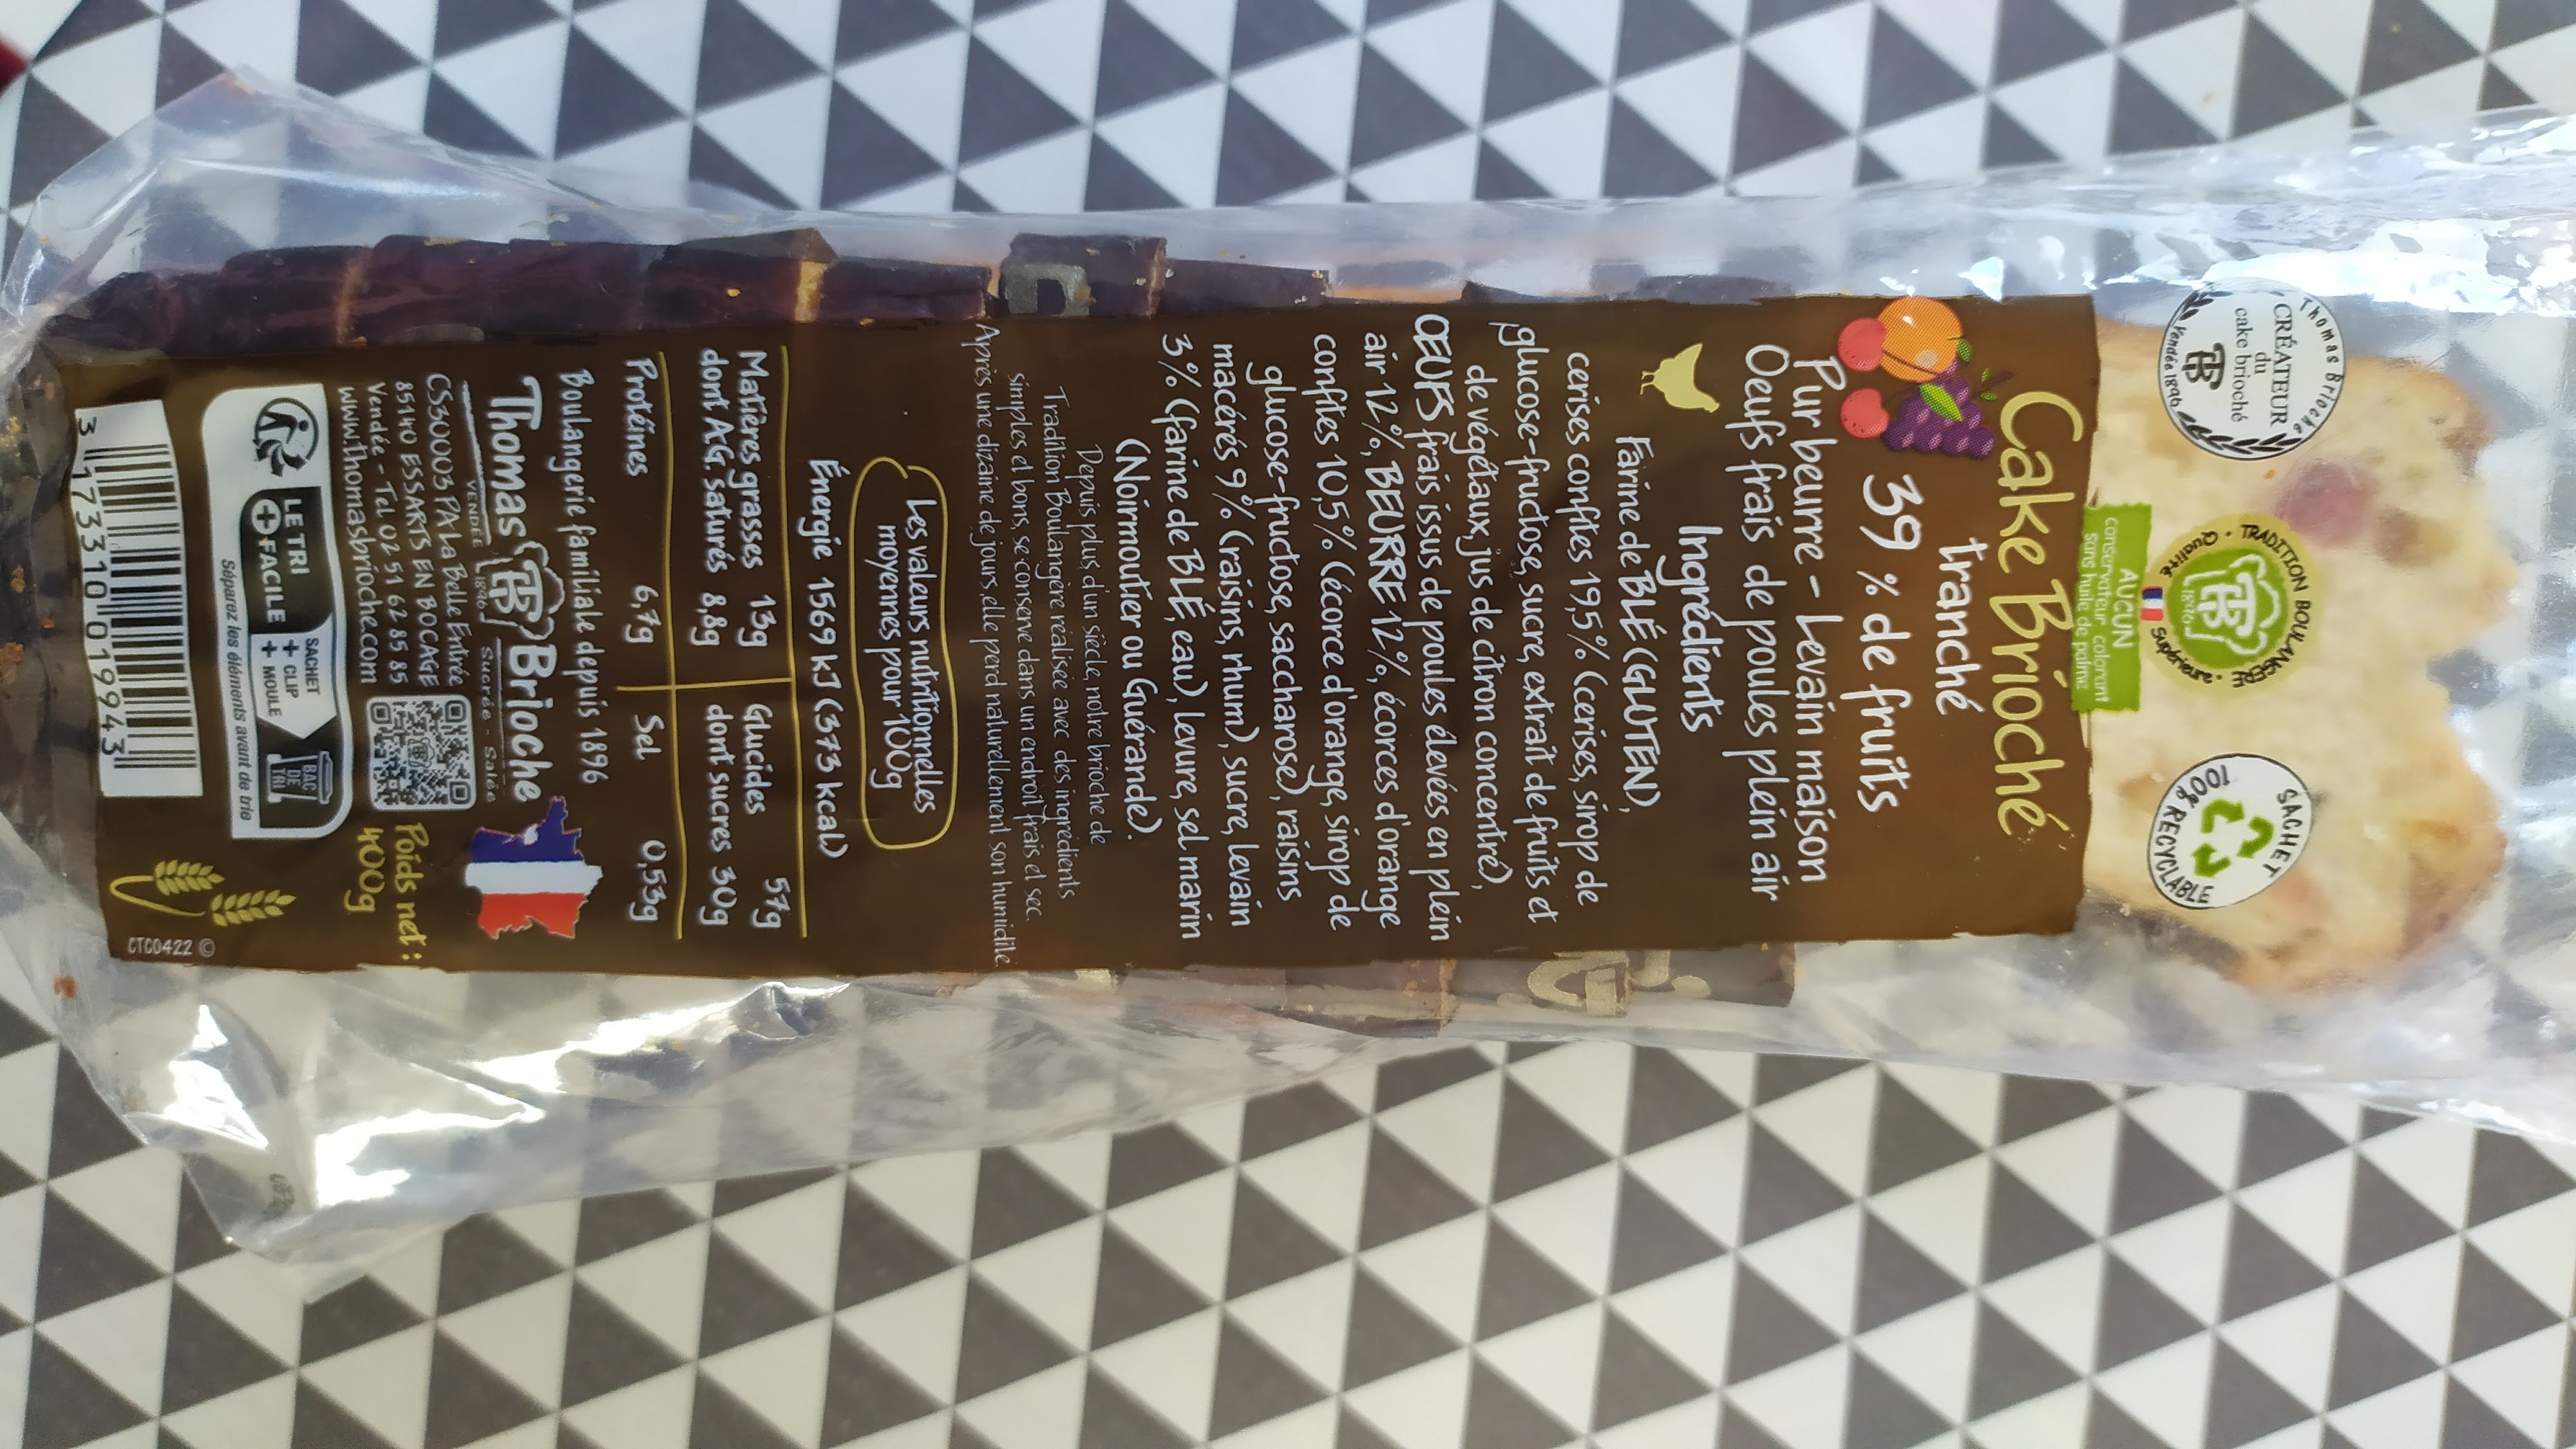 Thomas Brioche
CRÉATEUR
du
cake brioché
TB
Vendée 1896
TRADITION BOULANGÈRE
Qualité
Supérieure
TB
1896
SACHET
100% RECYCLABLE
AUCUN
conservateur colorant
sans huile de palme
Cake Brioché
tranché
39 % de fruits
Pur beurre - Levain maison
Oeufs frais de poules plein air
Ingrédients
Farine de BLÉ (GLUTEN),
cerises confites 19,5% (cerises, sirop de
glucose-fructose, sucre, extrait de fruits et
de végétaux, jus de citron concentré),
ŒUFS frais issus de poules élevées en plein
air 12%, BEURRE 12%, écorces d'orange
confites 10,5% (écorce d'orange, sirop de
glucose-fructose, saccharose), raisins
macérés 9% (raisins, rhum), sucre, levain
3% (farine de BLÉ, eau), levure, sel marin
(Noirmoutier ou Guérande).
Depuis plus d'un siècle, notre brioche de
Tradition Boulangère réalisée avec des ingrédients
simples et bons, se conserve dans un endroit frais et sec.
Après une dizaine de jours, elle perd naturellement son humidité.
Les valeurs nutritionnelles
moyennes pour 100g
Énergie 1569 kJ (373 kcal)
Matières grasses 13g
dont AG. saturés 8,8g
Glucides 57g
dont sucres 30g
Protéines 6,7g
Sel 0,53g
Boulangerie familiale depuis 1896
Thomas TB Brioche
VENDÉE 1896 Sucrée - Salée
CS30003 PA La Belle Entrée
85140 ESSARTS EN BOCAGE
Vendée - Tel 02 51 62 85 85
www.thomasbrioche.com
Poids net :
400g
LE TRI
+ FACILE
SACHET
+ CLIP
+ MOULE
BAC
DE
TRI
Séparez les éléments avant de trier
3 173310 019943
CTC0422 ©